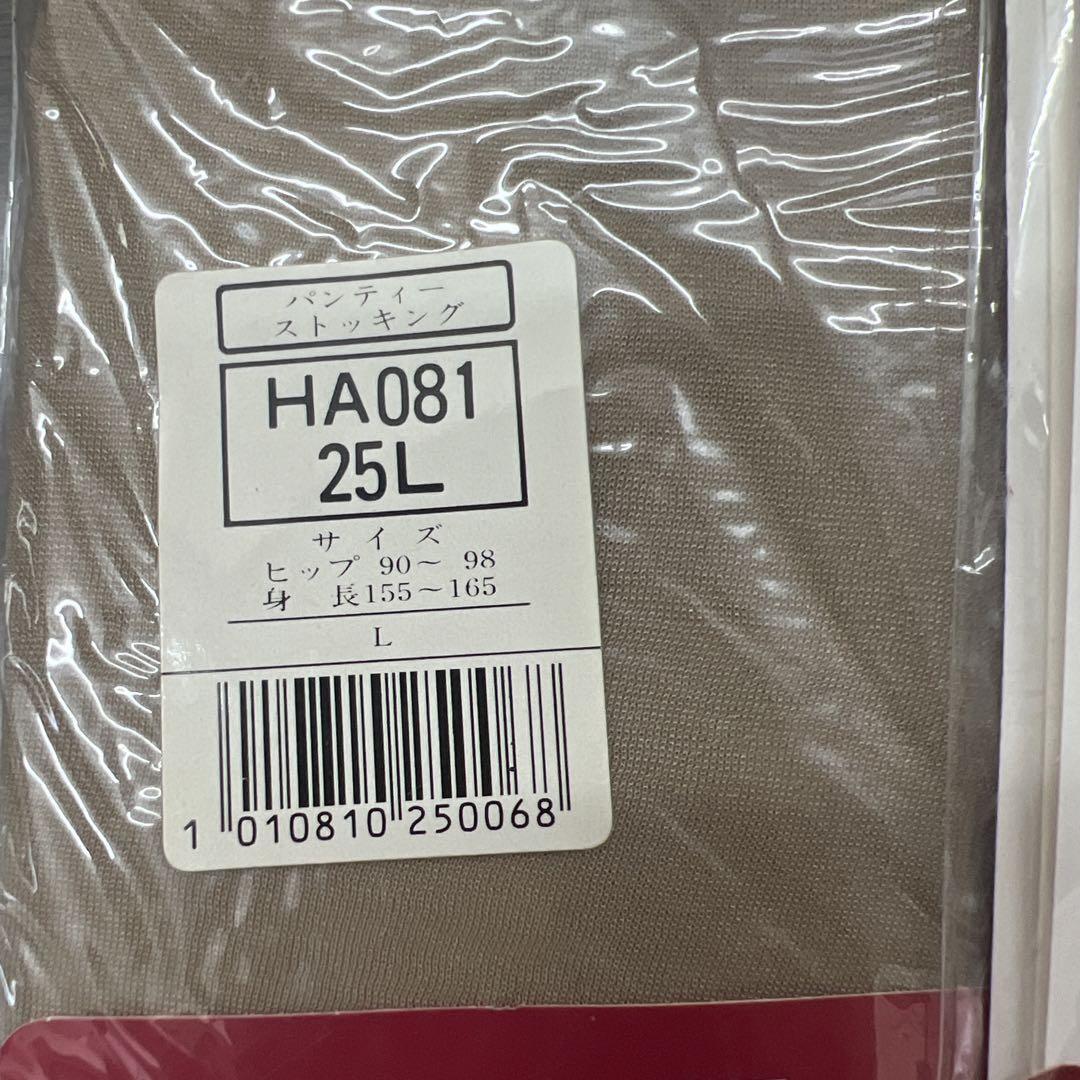 パンティー
ストッキング
HA081
25L
サイズ
ヒップ 90〜 98
身 長155〜165
L
1 010810 250068